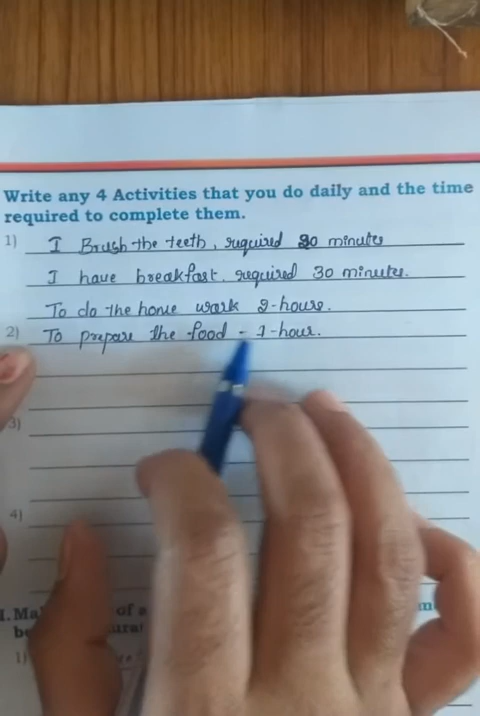 Write any 4 Activities that you do daily and the time
required to complete them.
1) I Brush the teeth, required 20 minutes
I have breakfast, required 30 minutes.
To do the home work 2-hours.
2) To prepare the food - 1-hour.
3)
4)
of a
1)